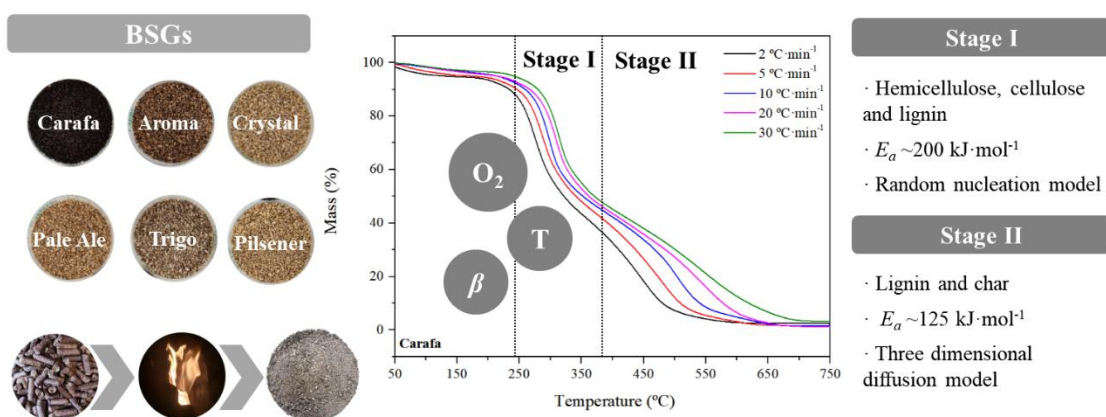 BSGs
Carafa
Aroma
Crystal
Pale Ale
Trigo
Pilsener
Mass (%)
100
80
60
40
20
0
Stage I
Stage II
2 ºC·min⁻¹
5 ºC·min⁻¹
10 ºC·min⁻¹
20 ºC·min⁻¹
30 ºC·min⁻¹
O₂
T
β
Carafa
50
150
250
350
450
550
650
750
Temperature (ºC)
Stage I
· Hemicellulose, cellulose
and lignin
· Eₐ ~200 kJ·mol⁻¹
· Random nucleation model
Stage II
· Lignin and char
· Eₐ ~125 kJ·mol⁻¹
· Three dimensional
diffusion model